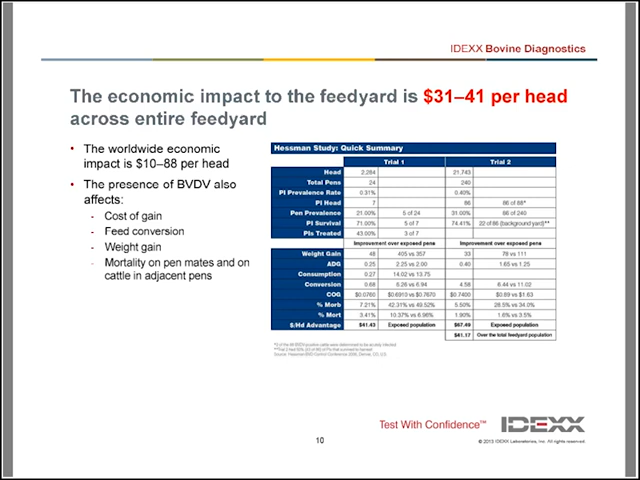 IDEXX Bovine Diagnostics
The economic impact to the feedyard is $31–41 per head
across entire feedyard
• The worldwide economic
impact is $10–88 per head
• The presence of BVDV also
affects:
- Cost of gain
- Feed conversion
- Weight gain
- Mortality on pen mates and on
cattle in adjacent pens
Hessman Study: Quick Summary
Trial 1 Trial 2
Head 2,284 21,743
Total Pens 24 240
PI Prevalence Rate 0.31% 0.40%
PI Head 7 86 86 of 88*
Pen Prevalence 21.00% 5 of 24 31.00% 86 of 240
PI Survival 71.00% 5 of 7 74.41% 22 of 86 (background yard)**
PIs Treated 43.00% 3 of 7
Improvement over exposed pens Improvement over exposed pens
Weight Gain 48 405 vs 357 33 78 vs 111
ADG 0.25 2.25 vs 2.00 0.40 1.65 vs 1.25
Consumption 0.27 14.02 vs 13.75
Conversion 0.68 6.26 vs 6.94 4.58 6.44 vs 11.02
COG $0.0760 $0.6910 vs $0.7670 $0.7400 $0.89 vs $1.63
% Morb 7.21% 42.31% vs 49.52% 5.50% 28.5% vs 34.0%
% Mort 3.41% 10.37% vs 6.96% 1.90% 1.6% vs 3.5%
$/Hd Advantage $41.43 Exposed population $67.49 Exposed population
$41.17 Over the total feedyard population
Source: Hessman BVD Control Conference 2006, Denver, CO, U.S.
Test With Confidence™ IDEXX
10
© 2013 IDEXX Laboratories, Inc. All rights reserved.